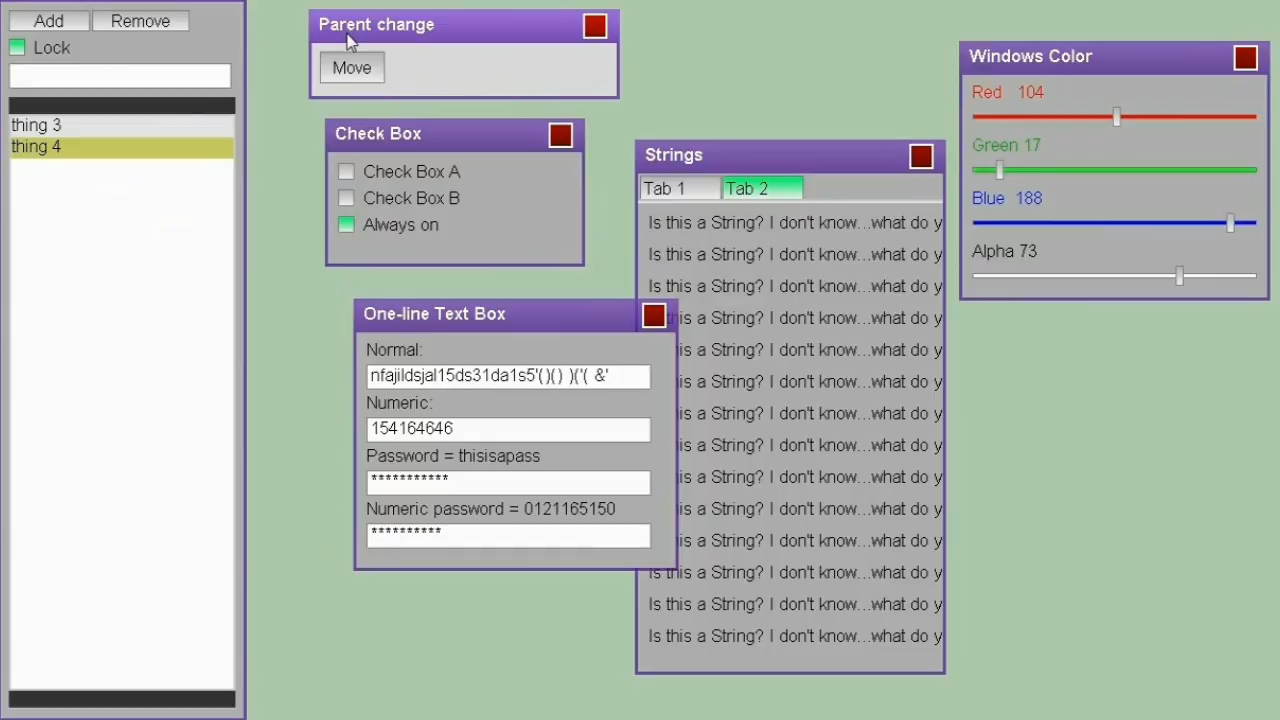 Add Remove
Lock
thing 3
thing 4
Parent change
Move
Check Box
Check Box A
Check Box B
Always on
One-line Text Box
Normal:
nfajildsjal15ds31da1s5'()() )('( &'
Numeric:
154164646
Password = thisisapass
***********
Numeric password = 0121165150
**********
Strings
Tab 1 Tab 2
Is this a String? I don't know...what do y
Is this a String? I don't know...what do y
Is this a String? I don't know...what do y
this a String? I don't know...what do y
is a String? I don't know...what do y
is a String? I don't know...what do y
is a String? I don't know...what do y
is a String? I don't know...what do y
is a String? I don't know...what do y
is a String? I don't know...what do y
is a String? I don't know...what do y
Is this a String? I don't know...what do y
Is this a String? I don't know...what do y
Is this a String? I don't know...what do y
Windows Color
Red 104
Green 17
Blue 188
Alpha 73